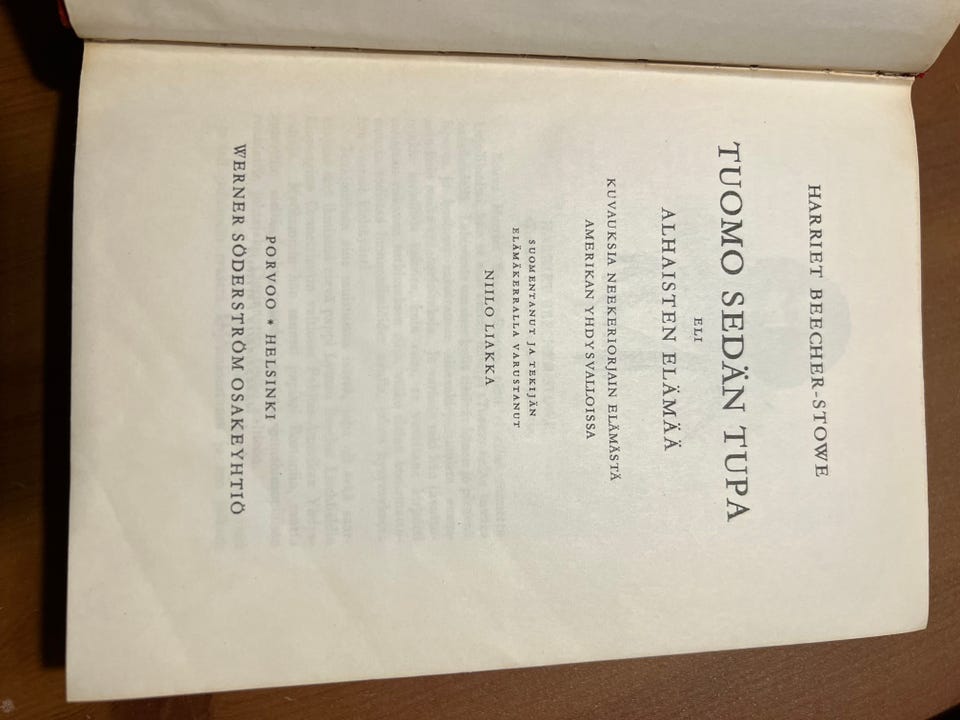 HARRIET BEECHER-STOWE
TUOMO SEDÄN TUPA
ELI
ALHAISTEN ELÄMÄÄ
KUVAUKSIA NEEKERIORJAIN ELÄMÄSTÄ
AMERIKAN YHDYSVALLOISSA
SUOMENTANUT JA TEKIJÄN
ELÄMÄKERRALLA VARUSTANUT
NIILO LIAKKA
PORVOO * HELSINKI
WERNER SÖDERSTRÖM OSAKEYHTIÖ